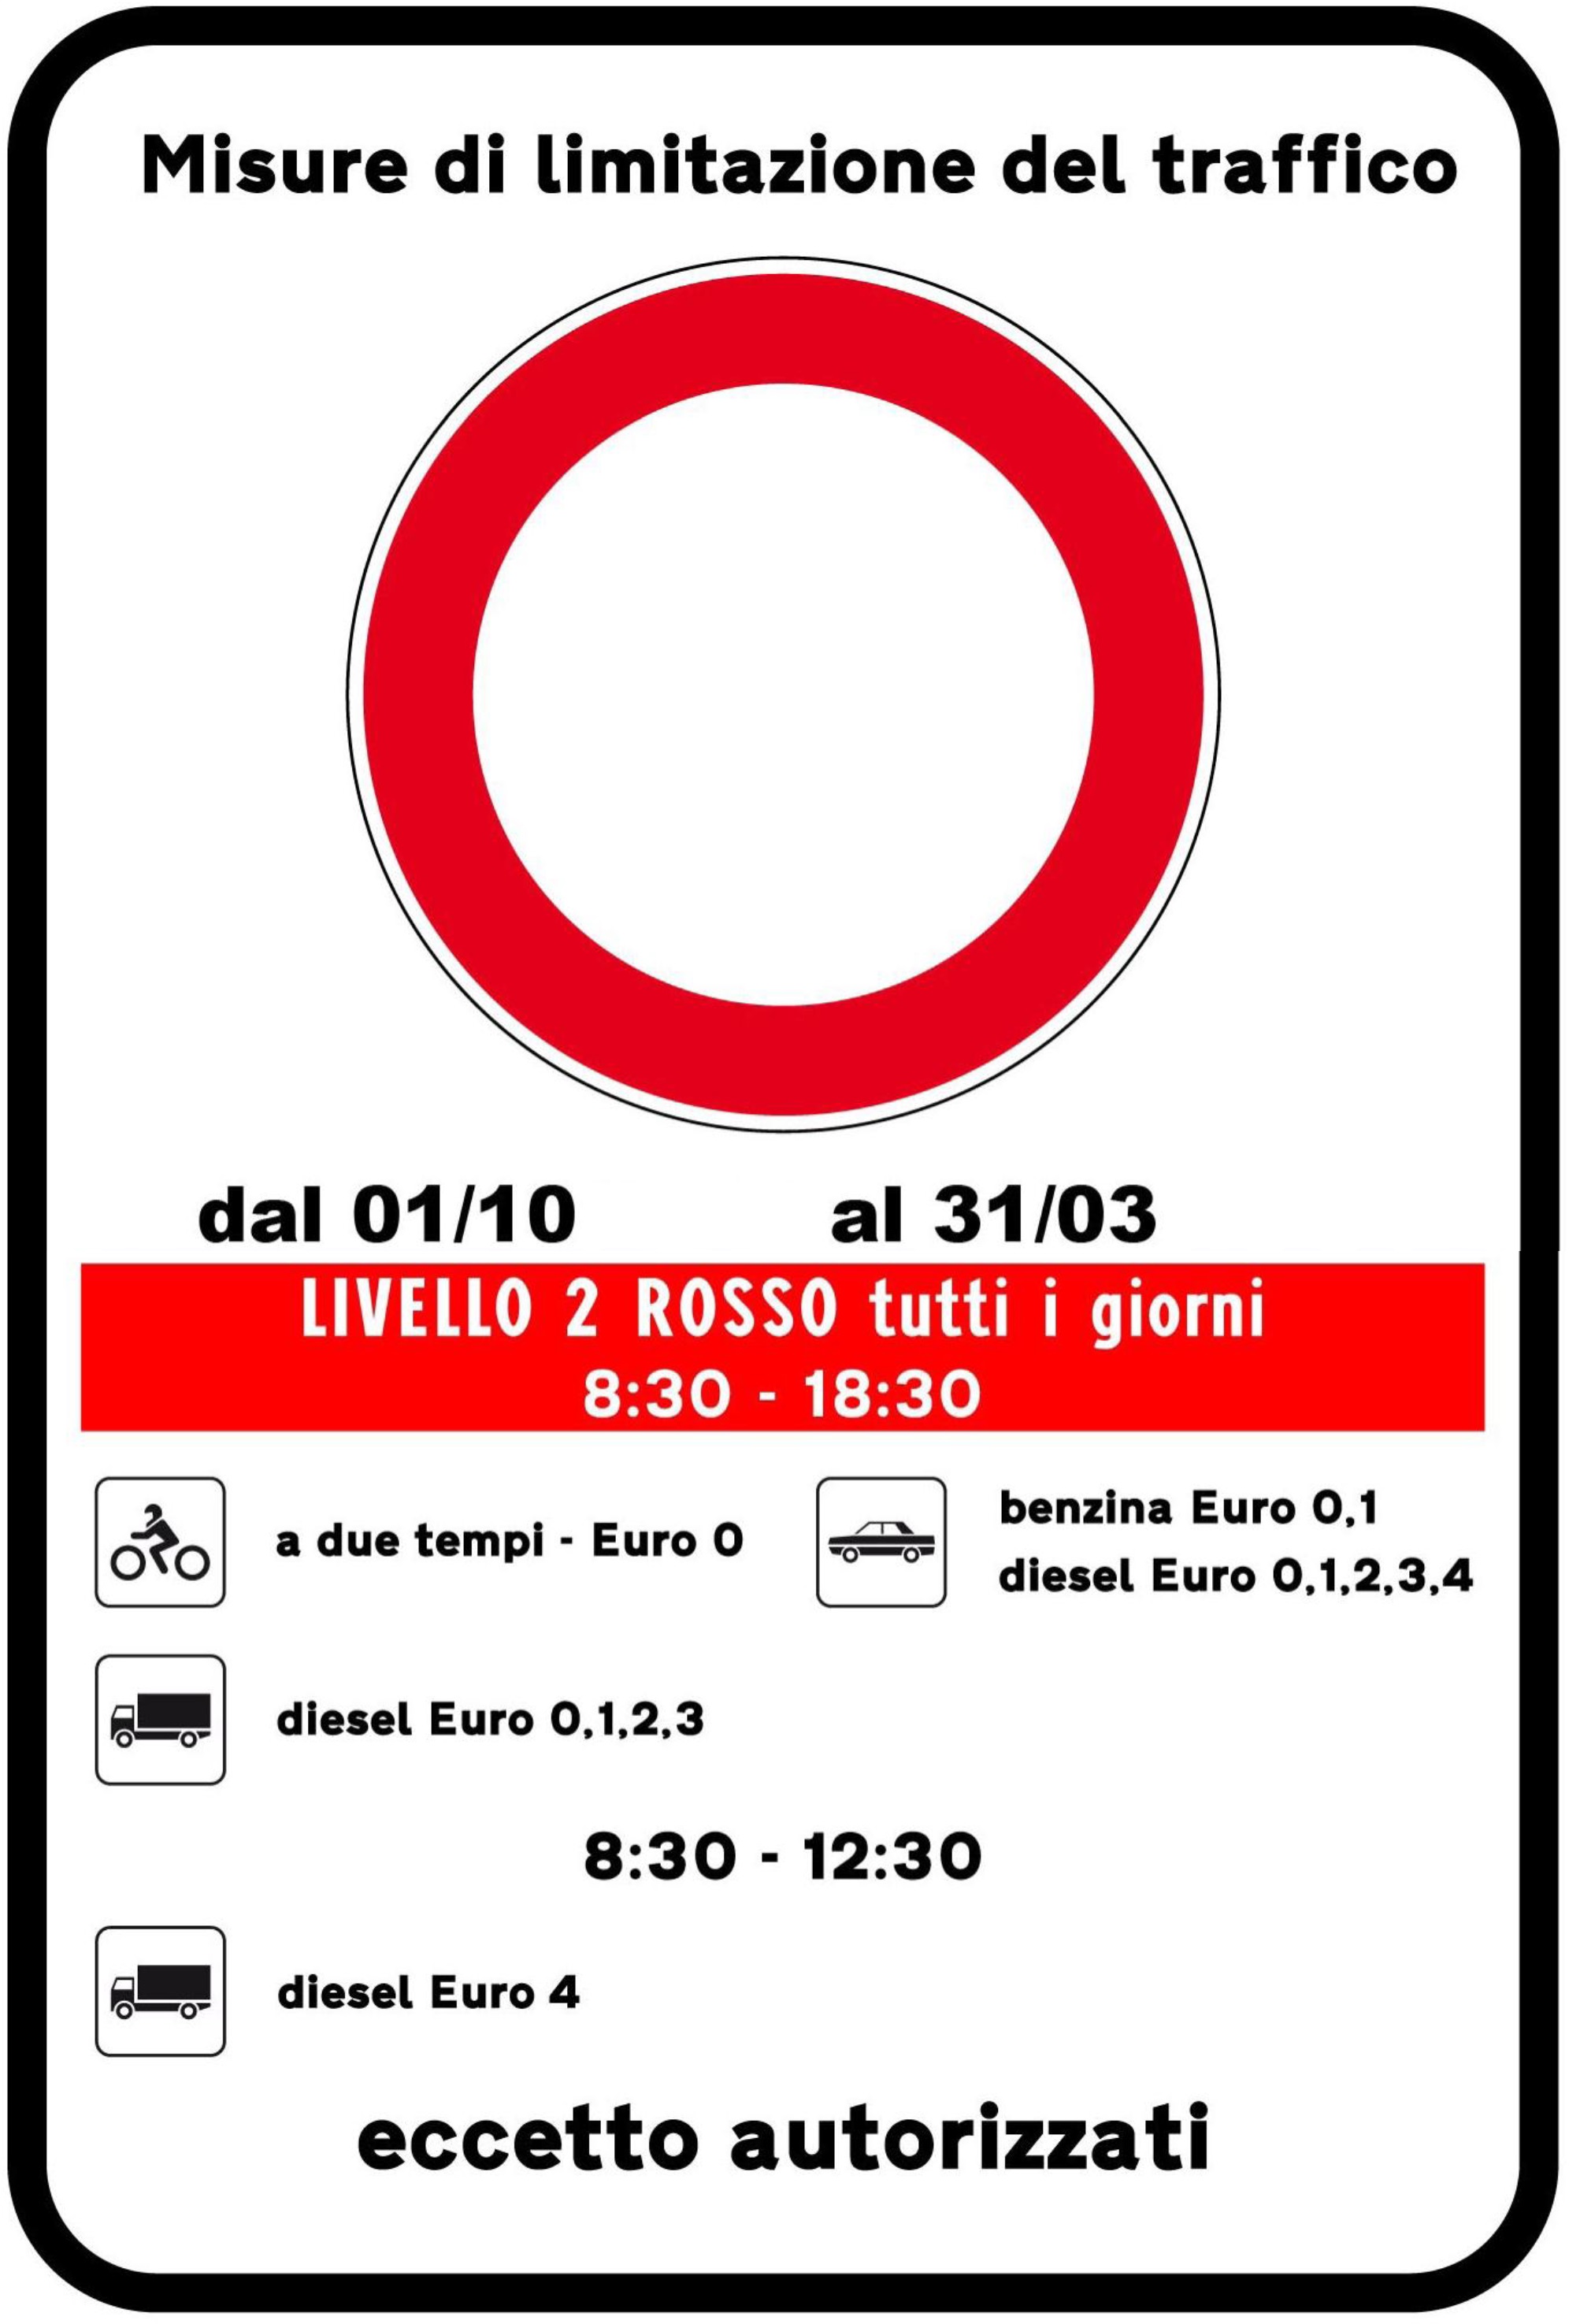 Misure di limitazione del traffico
dal 01/10 al 31/03
LIVELLO 2 ROSSO tutti i giorni
8:30 - 18:30
a due tempi - Euro 0
benzina Euro 0,1
diesel Euro 0,1,2,3,4
diesel Euro 0,1,2,3
8:30 - 12:30
diesel Euro 4
eccetto autorizzati